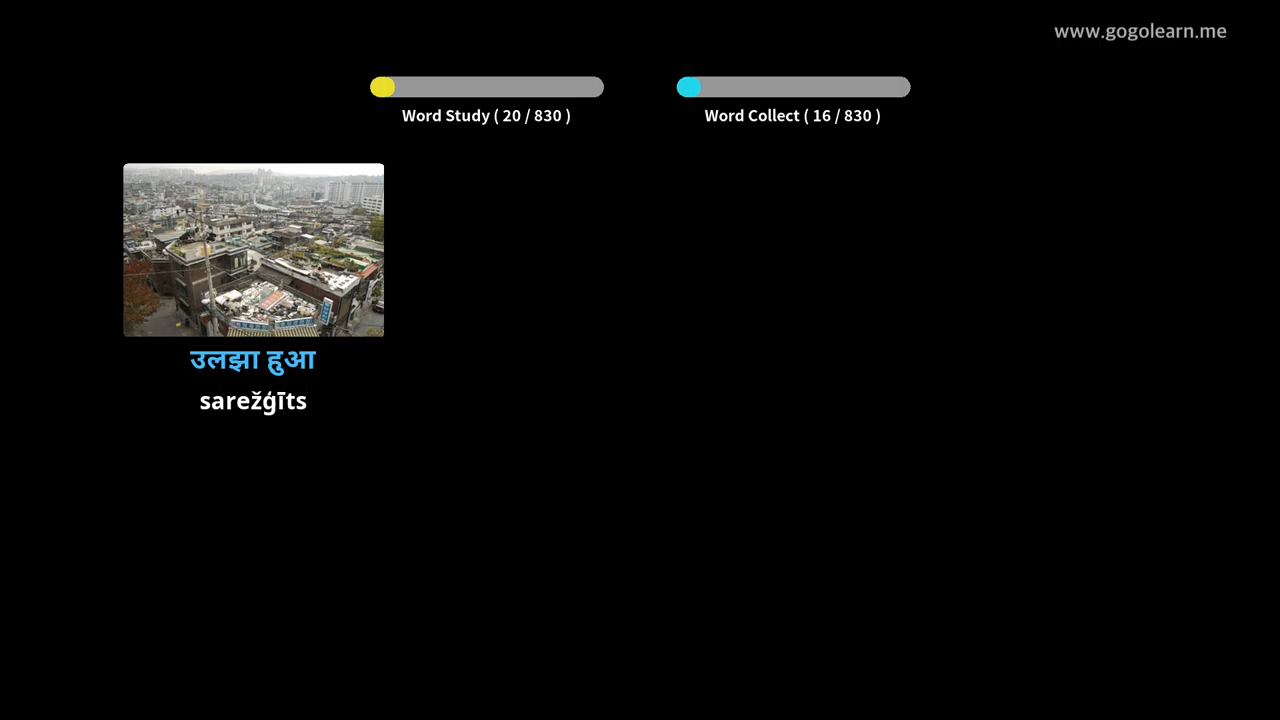 www.gogolearn.me
Word Study ( 20 / 830 )
Word Collect ( 16 / 830 )
उलझा हुआ
sarežģīts